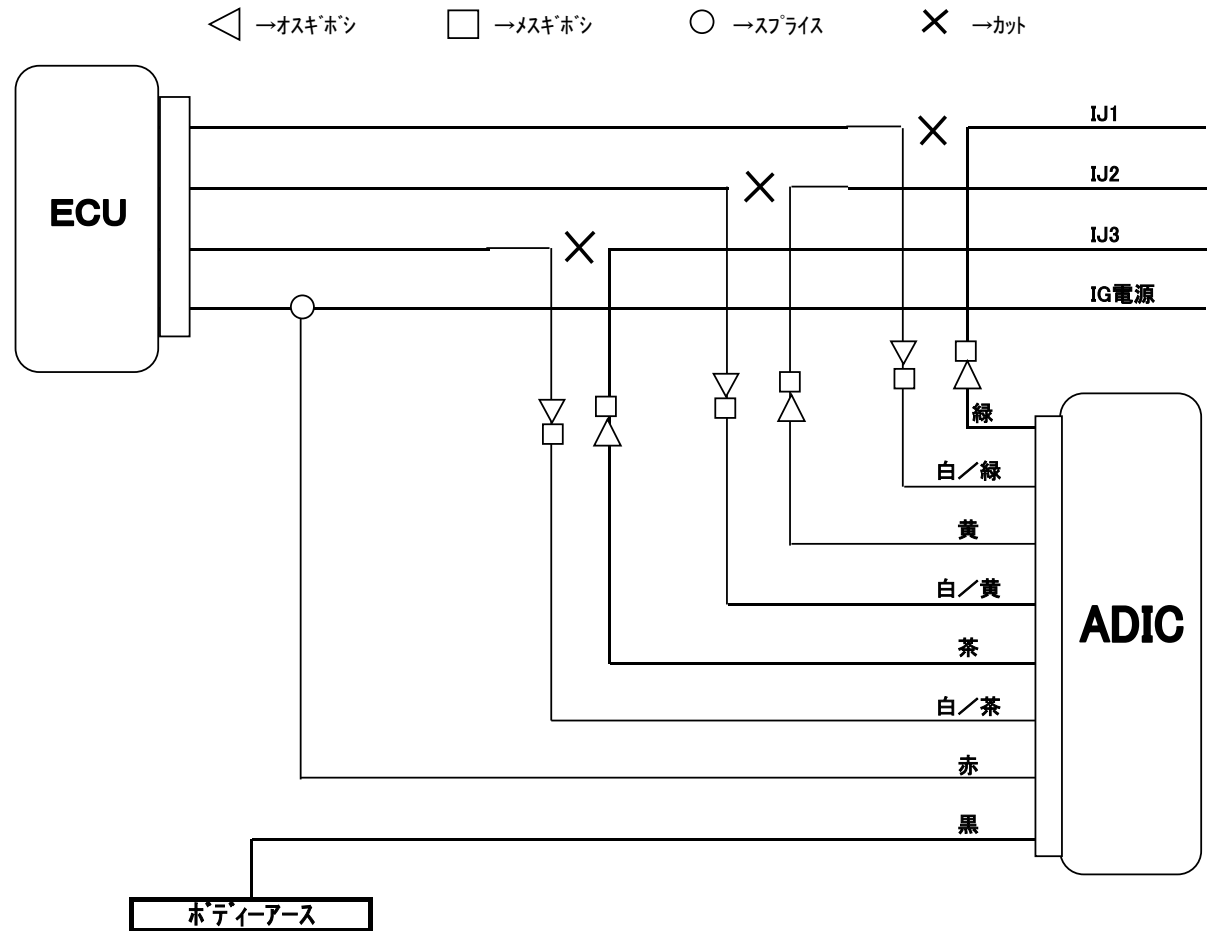 →オスギボシ →メスギボシ →スプライス →カット
IJ1
IJ2
ECU
IJ3
IG電源
緑
白／緑
黄
白／黄
ADIC
茶
白／茶
赤
黒
ボディーアース